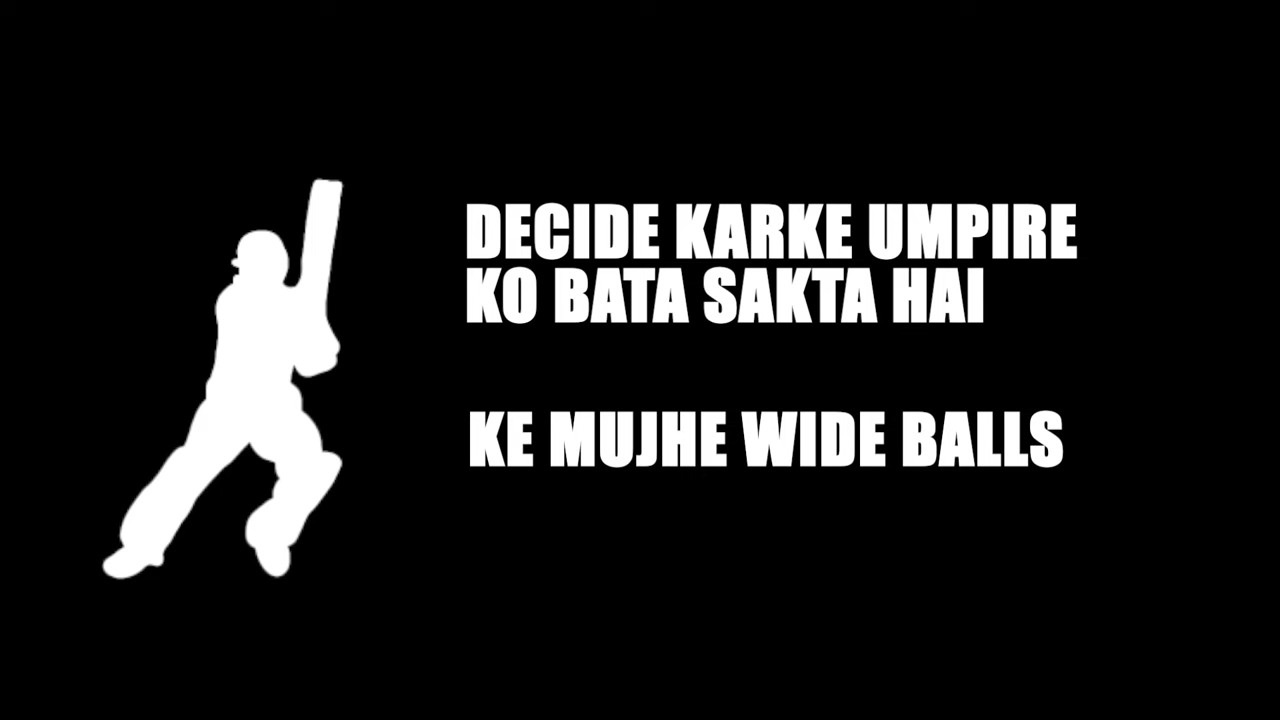 DECIDE KARKE UMPIRE
KO BATA SAKTA HAI
KE MUJHE WIDE BALLS